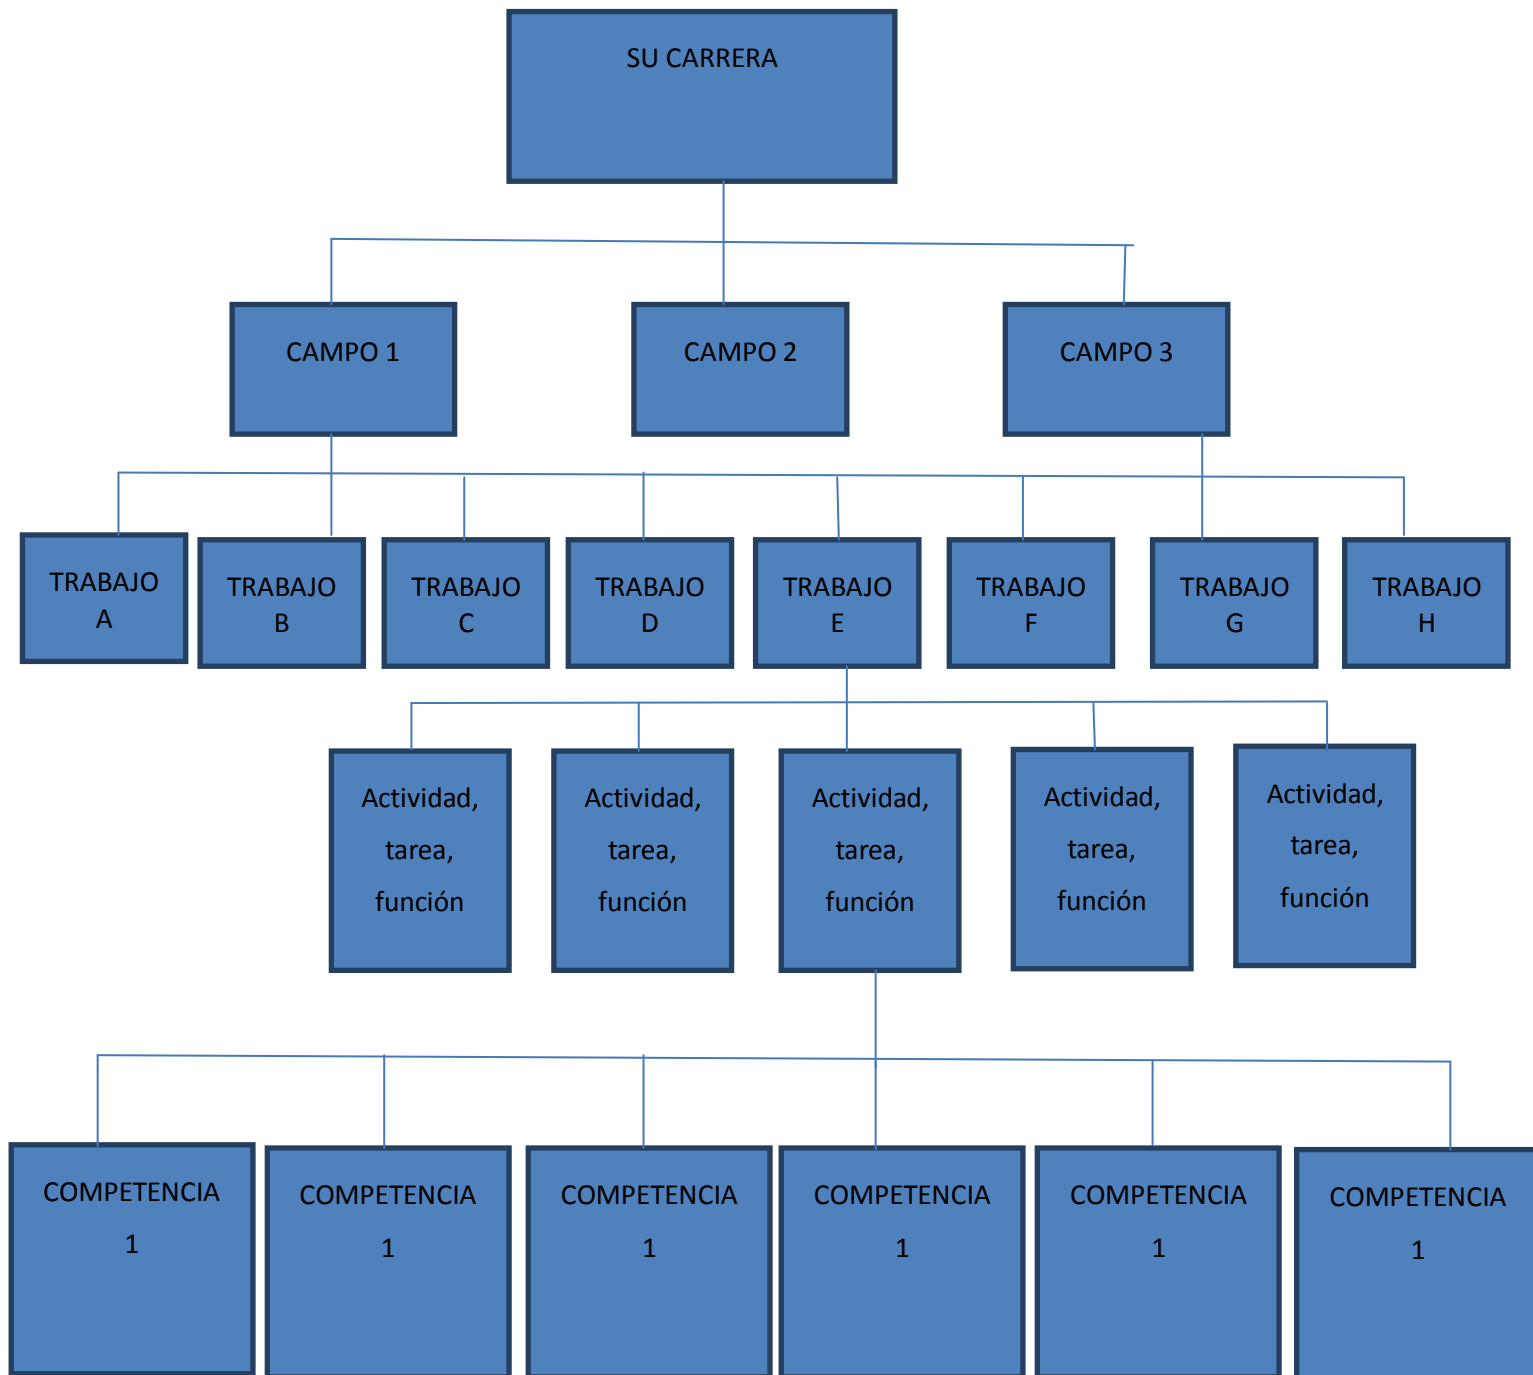 SU CARRERA
CAMPO 1
CAMPO 2
CAMPO 3
TRABAJO
A
TRABAJO
B
TRABAJO
C
TRABAJO
D
TRABAJO
E
TRABAJO
F
TRABAJO
G
TRABAJO
H
Actividad,
tarea,
función
Actividad,
tarea,
función
Actividad,
tarea,
función
Actividad,
tarea,
función
Actividad,
tarea,
función
COMPETENCIA
1
COMPETENCIA
1
COMPETENCIA
1
COMPETENCIA
1
COMPETENCIA
1
COMPETENCIA
1